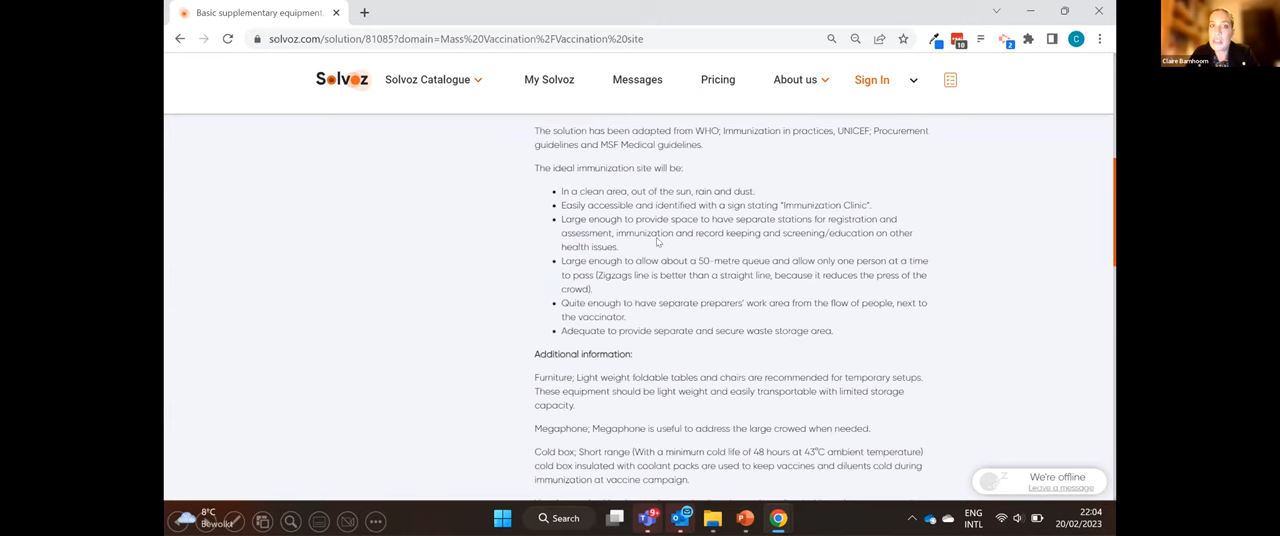 Basic supplementary equipment.
solvoz.com/solution/81085?domain=Mass%20Vaccination%2FVaccination%20site
10
2
C
Solvoz
Solvoz Catalogue
My Solvoz
Messages
Pricing
About us
Sign In
Claire Barnhoorn
The solution has been adapted from WHO; Immunization in practices, UNICEF; Procurement
guidelines and MSF Medical guidelines.
The ideal immunization site will be:
• In a clean area, out of the sun, rain and dust.
• Easily accessible and identified with a sign stating "Immunization Clinic".
• Large enough to provide space to have separate stations for registration and
assessment, immunization and record keeping and screening/education on other
health issues.
• Large enough to allow about a 50-metre queue and allow only one person at a time
to pass (Zigzags line is better than a straight line, because it reduces the press of the
crowd).
• Quite enough to have separate preparers' work area from the flow of people, next to
the vaccinator.
• Adequate to provide separate and secure waste storage area.
Additional information:
Furniture; Light weight foldable tables and chairs are recommended for temporary setups.
These equipment should be light weight and easily transportable with limited storage
capacity.
Megaphone; Megaphone is useful to address the large crowed when needed.
Cold box; Short range (With a minimum cold life of 48 hours at 43°C ambient temperature)
cold box insulated with coolant packs are used to keep vaccines and diluents cold during
immunization at vaccine campaign.
We're offline
Leave a message
8°C
Bewolkt
Search
9+
ENG
INTL
22:04
20/02/2023